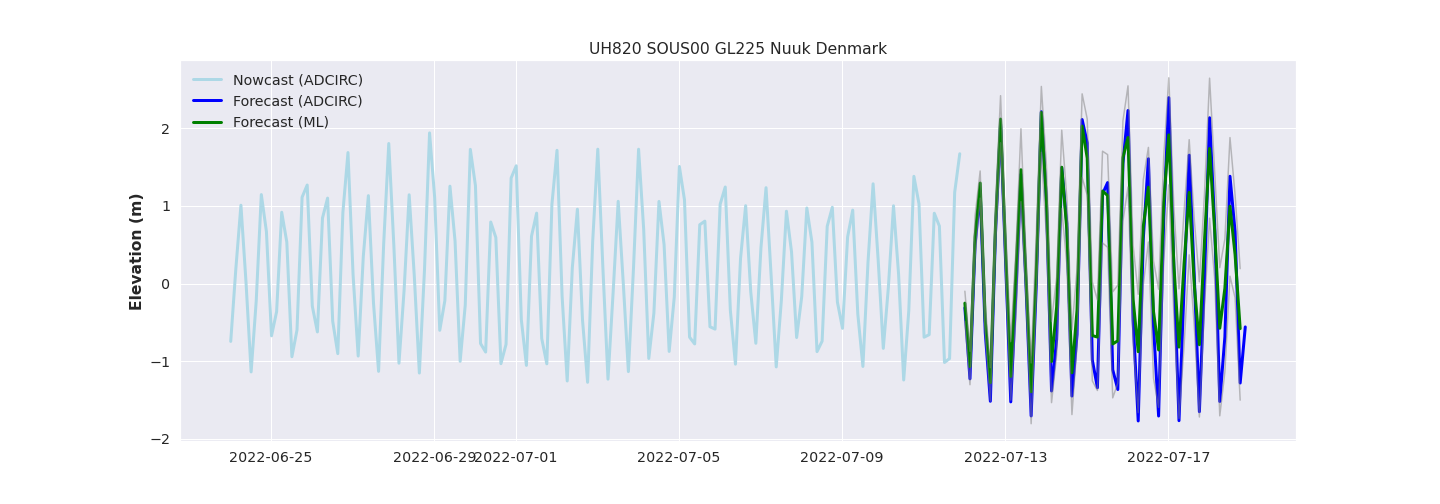 UH820 SOUS00 GL225 Nuuk Denmark
Nowcast (ADCIRC)
Forecast (ADCIRC)
Forecast (ML)
Elevation (m)
2
1
0
−1
−2
2022-06-25 2022-06-29 2022-07-01 2022-07-05 2022-07-09 2022-07-13 2022-07-17